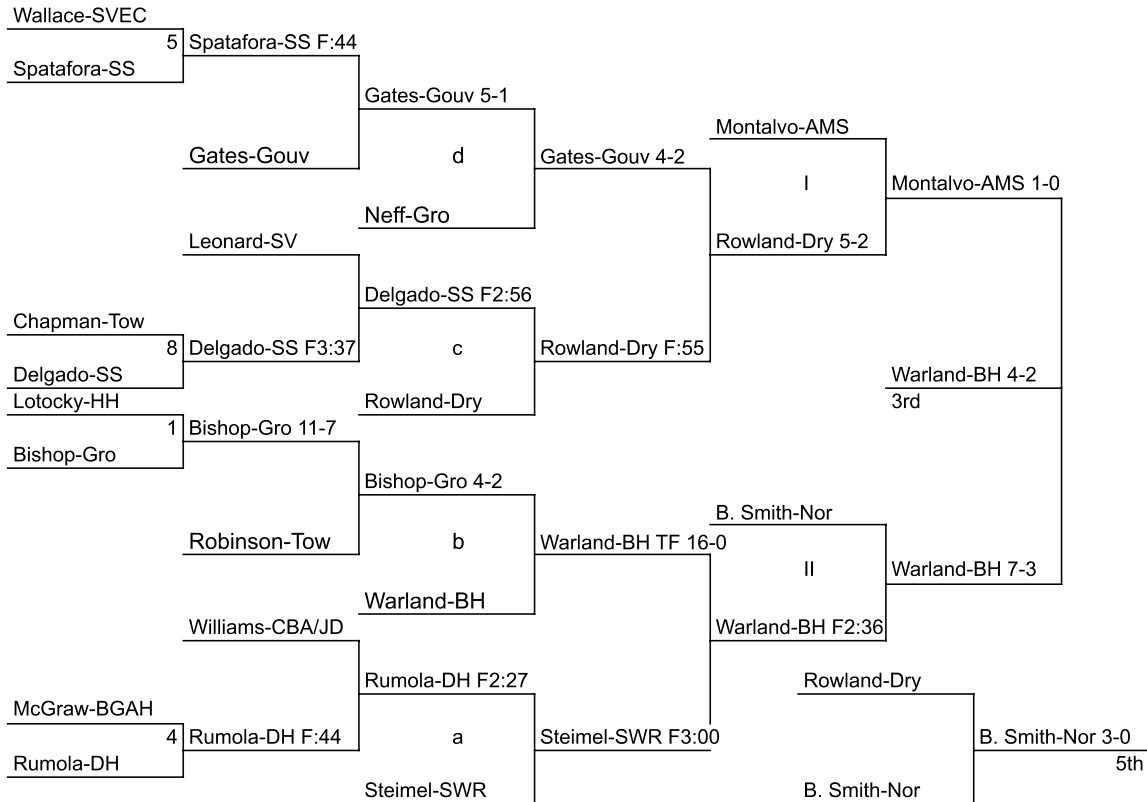 Wallace-SVEC
5
Spatafora-SS F:44
Spatafora-SS
Gates-Gouv 5-1
Gates-Gouv
d
Gates-Gouv 4-2
Neff-Gro
Montalvo-AMS
I
Montalvo-AMS 1-0
Leonard-SV
Rowland-Dry 5-2
Delgado-SS F2:56
Chapman-Tow
8
Delgado-SS F3:37
c
Rowland-Dry F:55
Delgado-SS
Rowland-Dry
Warland-BH 4-2
3rd
Lotocky-HH
1
Bishop-Gro 11-7
Bishop-Gro
Bishop-Gro 4-2
Robinson-Tow
b
Warland-BH TF 16-0
Warland-BH
B. Smith-Nor
II
Warland-BH 7-3
Williams-CBA/JD
Warland-BH F2:36
Rumola-DH F2:27
McGraw-BGAH
4
Rumola-DH F:44
a
Steimel-SWR F3:00
Rumola-DH
Steimel-SWR
Rowland-Dry
B. Smith-Nor 3-0
5th
B. Smith-Nor